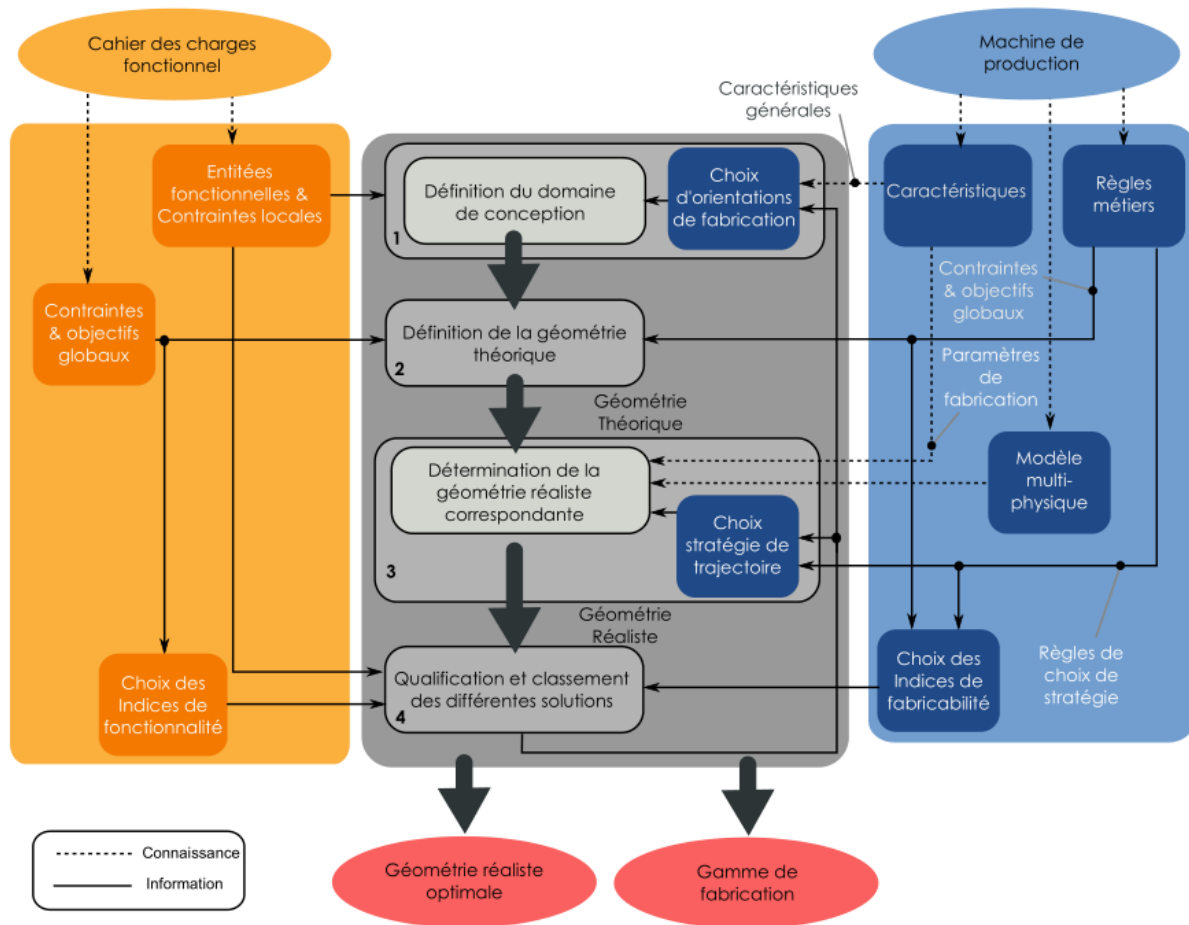 Cahier des charges
fonctionnel
Machine de
production
Caractéristiques
générales
Entitées
fonctionnelles &
Contraintes locales
Définition du domaine
de conception
1
Choix
d'orientations
de fabrication
Caractéristiques
Règles
métiers
Contraintes
& objectifs
globaux
Contraintes
& objectifs
globaux
Définition de la géométrie
théorique
2
Paramètres
de
fabrication
Géométrie
Théorique
Détermination de la
géométrie réaliste
correspondante
3
Choix
stratégie de
trajectoire
Modèle
multi-
physique
Géométrie
Réaliste
Choix des
Indices de
fonctionnalité
Qualification et classement
des différentes solutions
4
Choix des
Indices de
fabricabilité
Règles de
choix de
stratégie
Connaissance
Information
Géométrie réaliste
optimale
Gamme de
fabrication